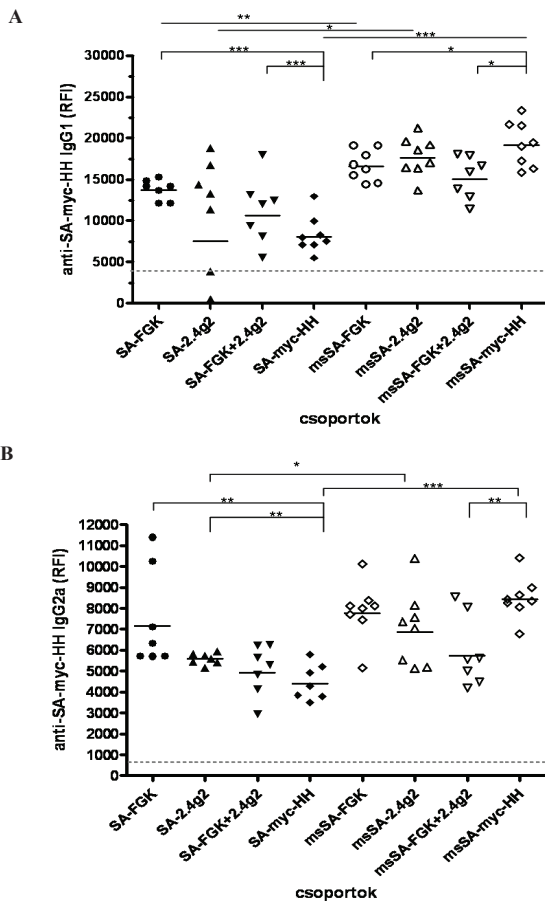 A
**
*
***
***
*
***
*
anti-SA-myc-HH IgG1 (RFI)
30000
25000
20000
15000
10000
5000
0
SA-FGK
SA-2.4g2
SA-FGK+2.4g2
SA-myc-HH
msSA-FGK
msSA-2.4g2
msSA-FGK+2.4g2
msSA-myc-HH
csoportok
B
*
***
**
**
**
anti-SA-myc-HH IgG2a (RFI)
12000
11000
10000
9000
8000
7000
6000
5000
4000
3000
2000
1000
0
SA-FGK
SA-2.4g2
SA-FGK+2.4g2
SA-myc-HH
msSA-FGK
msSA-2.4g2
msSA-FGK+2.4g2
msSA-myc-HH
csoportok